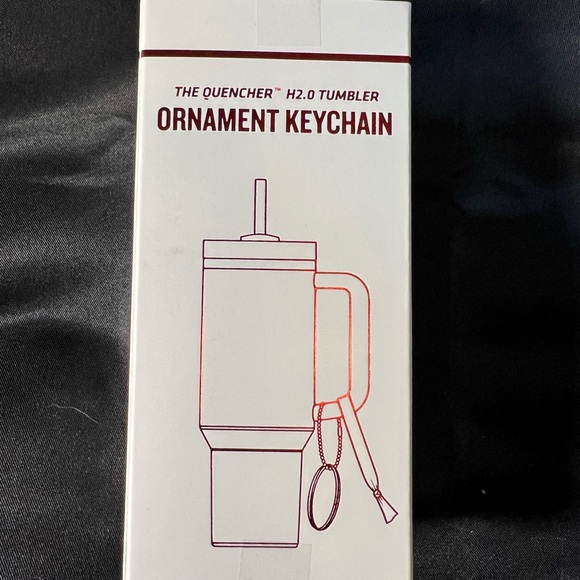 THE QUENCHER™ H2.0 TUMBLER
ORNAMENT KEYCHAIN